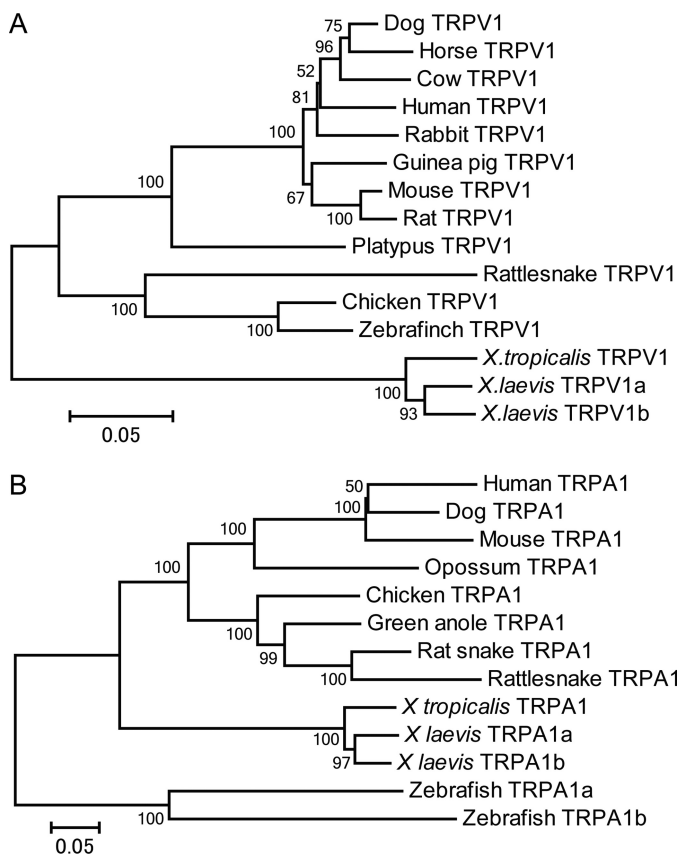 A
75
Dog TRPV1
96
Horse TRPV1
52
Cow TRPV1
81
Human TRPV1
100
Rabbit TRPV1
Guinea pig TRPV1
100
67
Mouse TRPV1
100
Rat TRPV1
Platypus TRPV1
Rattlesnake TRPV1
100
Chicken TRPV1
100
Zebrafinch TRPV1
X.tropicalis TRPV1
100
X.laevis TRPV1a
93
X.laevis TRPV1b
0.05
B
50
Human TRPA1
100
Dog TRPA1
100
Mouse TRPA1
100
Opossum TRPA1
Chicken TRPA1
100
Green anole TRPA1
99
Rat snake TRPA1
100
Rattlesnake TRPA1
X tropicalis TRPA1
100
X laevis TRPA1a
97
X laevis TRPA1b
Zebrafish TRPA1a
100
Zebrafish TRPA1b
0.05